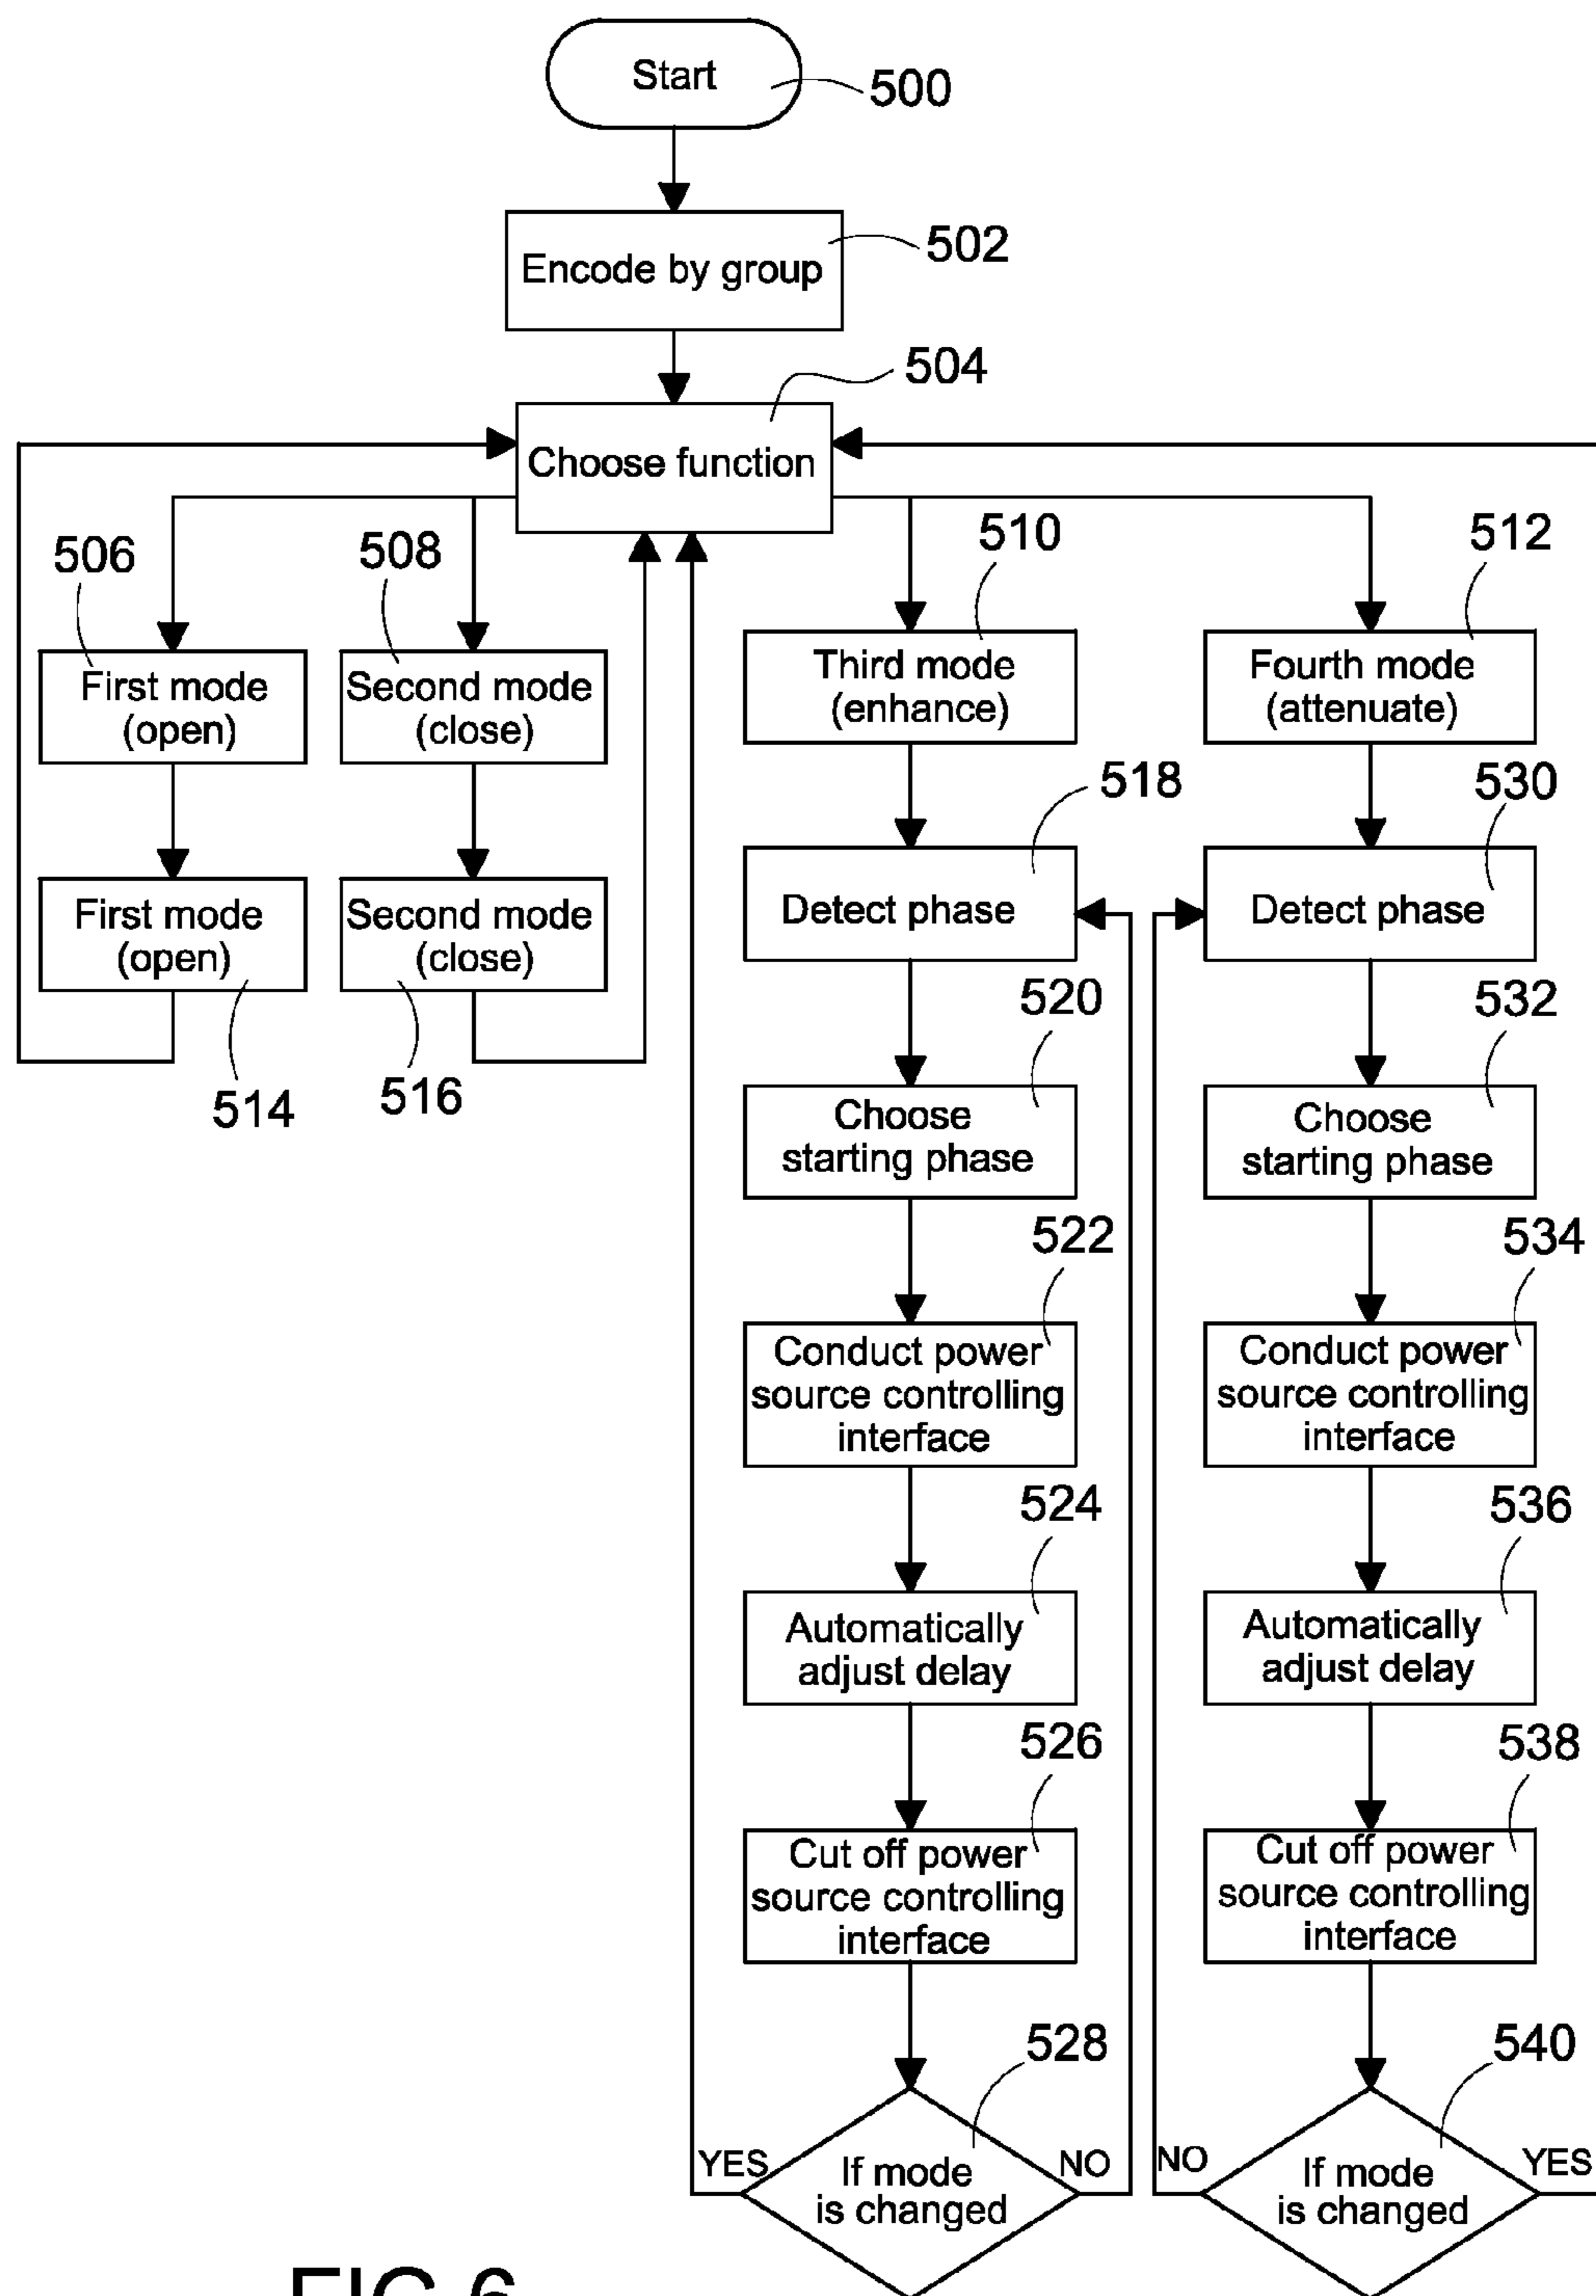 Start
500
Encode by group
502
504
Choose function
506
508
510
512
First mode
(open)
Second mode
(close)
Third mode
(enhance)
Fourth mode
(attenuate)
518
530
First mode
(open)
Second mode
(close)
Detect phase
Detect phase
514
516
520
532
Choose
starting phase
Choose
starting phase
522
534
Conduct power
source controlling
interface
Conduct power
source controlling
interface
524
536
Automatically
adjust delay
Automatically
adjust delay
526
538
Cut off power
source controlling
interface
Cut off power
source controlling
interface
528
540
YES
If mode
is changed
NO
NO
If mode
is changed
YES
FIG.6